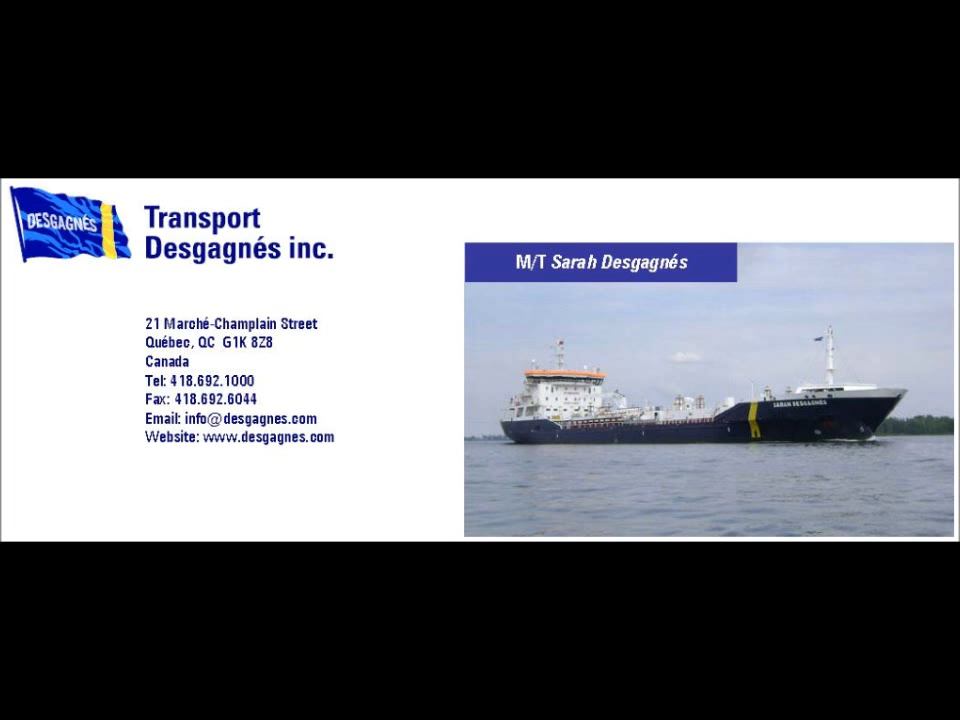 DESGAGNÉS
Transport
Desgagnés inc.
21 Marché-Champlain Street
Québec, QC G1K 8Z8
Canada
Tel: 418.692.1000
Fax: 418.692.6044
Email: info@desgagnes.com
Website: www.desgagnes.com
M/T Sarah Desgagnés
SARAH DESGAGNÉS